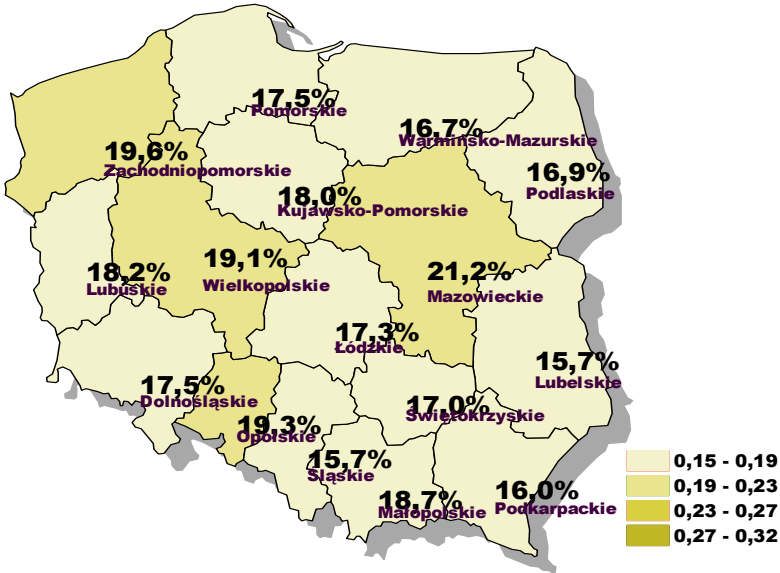 17,5%
Pomorskie
16,7%
Warmińsko-Mazurskie
19,6%
Zachodniopomorskie
16,9%
Podlaskie
18,0%
Kujawsko-Pomorskie
18,2%
Lubuskie
19,1%
Wielkopolskie
21,2%
Mazowieckie
17,3%
Łódzkie
15,7%
Lubelskie
17,5%
Dolnośląskie
17,0%
Świętokrzyskie
19,3%
Opolskie
15,7%
Śląskie
18,7%
Małopolskie
16,0%
Podkarpackie
0,15 - 0,19
0,19 - 0,23
0,23 - 0,27
0,27 - 0,32